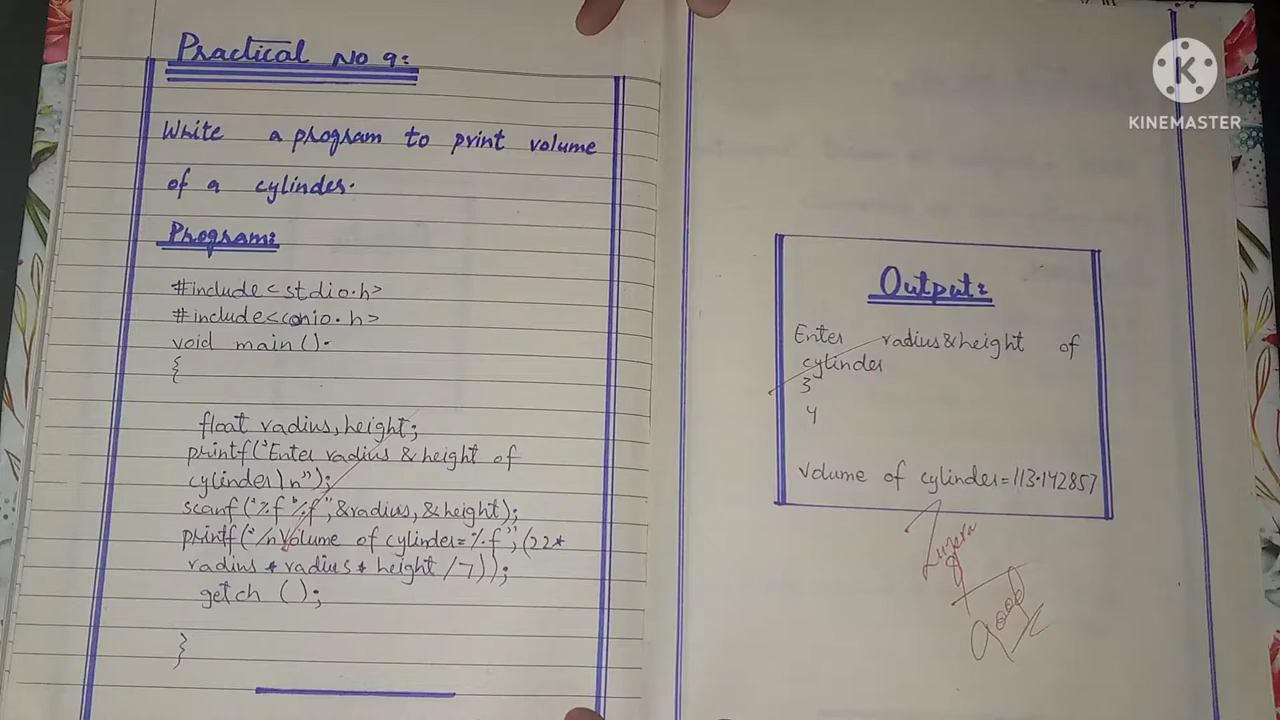 Practical No 9:
Write a program to print volume
of a cylinder.
Program:
#include<stdio.h>
#include<conio.h>
void main().
{
float radius, height;
printf("Enter radius & height of
cylinder\n");
scanf("%f %f", &radius, &height);
printf("/nVolume of cylinder=%.f", (22*
radius * radius * height /7));
getch ();
}
KINEMASTER
Output:
Enter radius&height of
cylinder
3
4
Volume of cylinder=113.142857
Good